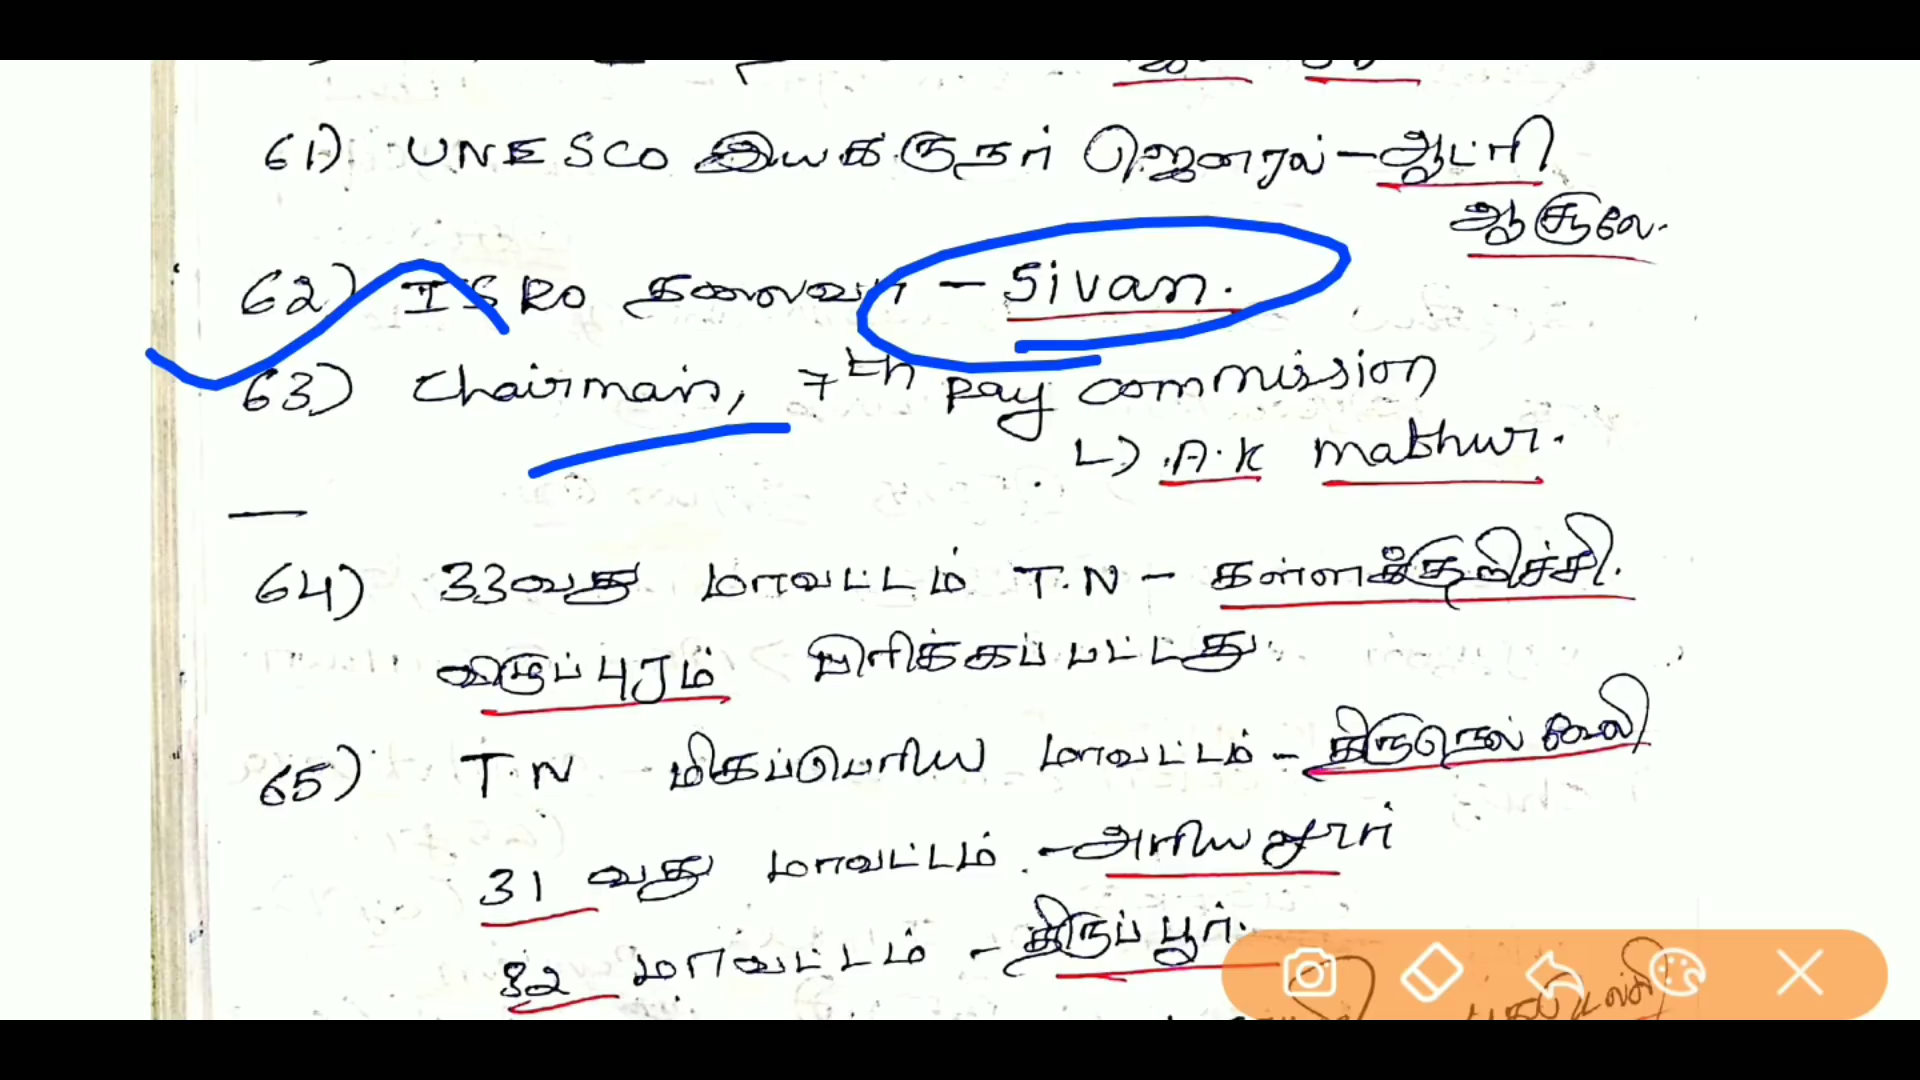 61) UNESCO இயக்குநர் ஜெனரல் - ஆட்ரி
ஆசூலே.
62) ISRO தலைவர் - Sivan.
63) Chairman, 7th pay commission
L) A.K Mathur.
64) 33வது மாவட்டம் T.N - கள்ளக்குறிச்சி.
விழுப்புரம் பிரிக்கப்பட்டது.
65) T.N மிகப்பெரிய மாவட்டம் - திருநெல்வேலி
31 வது மாவட்டம் - அரியலூர்
32 மாவட்டம் - திருப்பூர்.